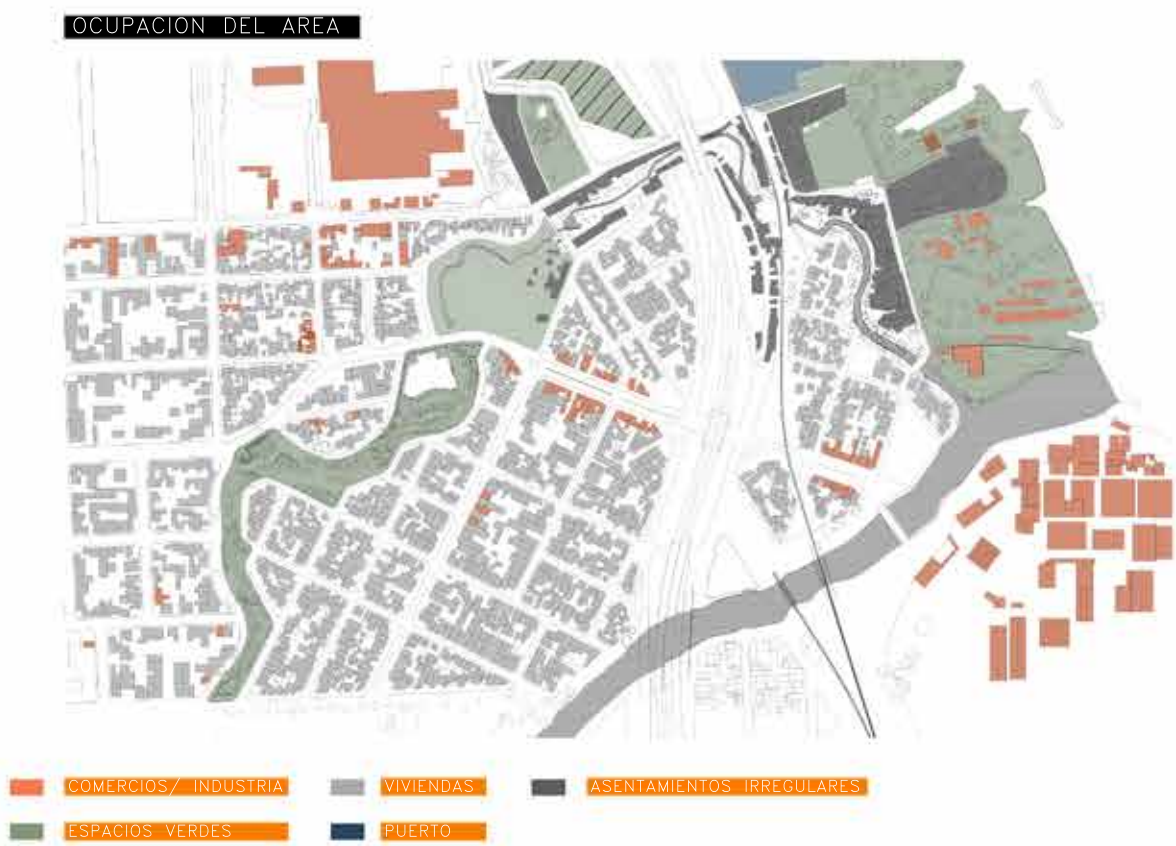 OCUPACION DEL AREA
COMERCIOS/ INDUSTRIA
VIVIENDAS
ASENTAMIENTOS IRREGULARES
ESPACIOS VERDES
PUERTO